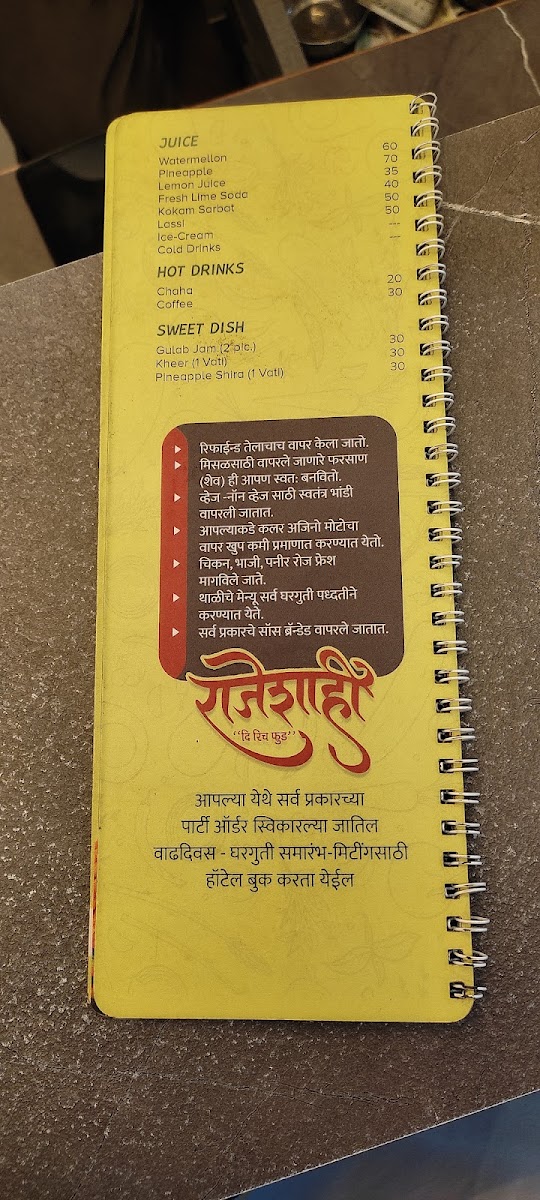 JUICE
Watermellon 60
Pineapple 70
Lemon Juice 35
Fresh Lime Soda 40
Kokam Sarbat 50
Lassi 50
Ice-Cream ---
Cold Drinks ---
HOT DRINKS
Chaha 20
Coffee 30
SWEET DISH
Gulab Jam (2 pic.) 30
Kheer (1 Vati) 30
Pineapple Shira (1 Vati) 30
रिफाईन्ड तेलाचाच वापर केला जातो.
मिसळसाठी वापरले जाणारे फरसाण
(शेव) ही आपण स्वत: बनवितो.
व्हेज -नॉन व्हेज साठी स्वतंत्र भांडी
वापरली जातात.
आपल्याकडे कलर अजिनो मोटोचा
वापर खुप कमी प्रमाणात करण्यात येतो.
चिकन, भाजी, पनीर रोज फ्रेश
मागविले जाते.
थाळीचे मेन्यू सर्व घरगुती पध्दतीने
करण्यात येते.
सर्व प्रकारचे सॉस ब्रॅन्डेड वापरले जातात.
राजेशाही
‘‘दि रिच फुड’’
आपल्या येथे सर्व प्रकारच्या
पार्टी ऑर्डर स्विकारल्या जातिल
वाढदिवस - घरगुती समारंभ-मिटींगसाठी
हॉटेल बुक करता येईल